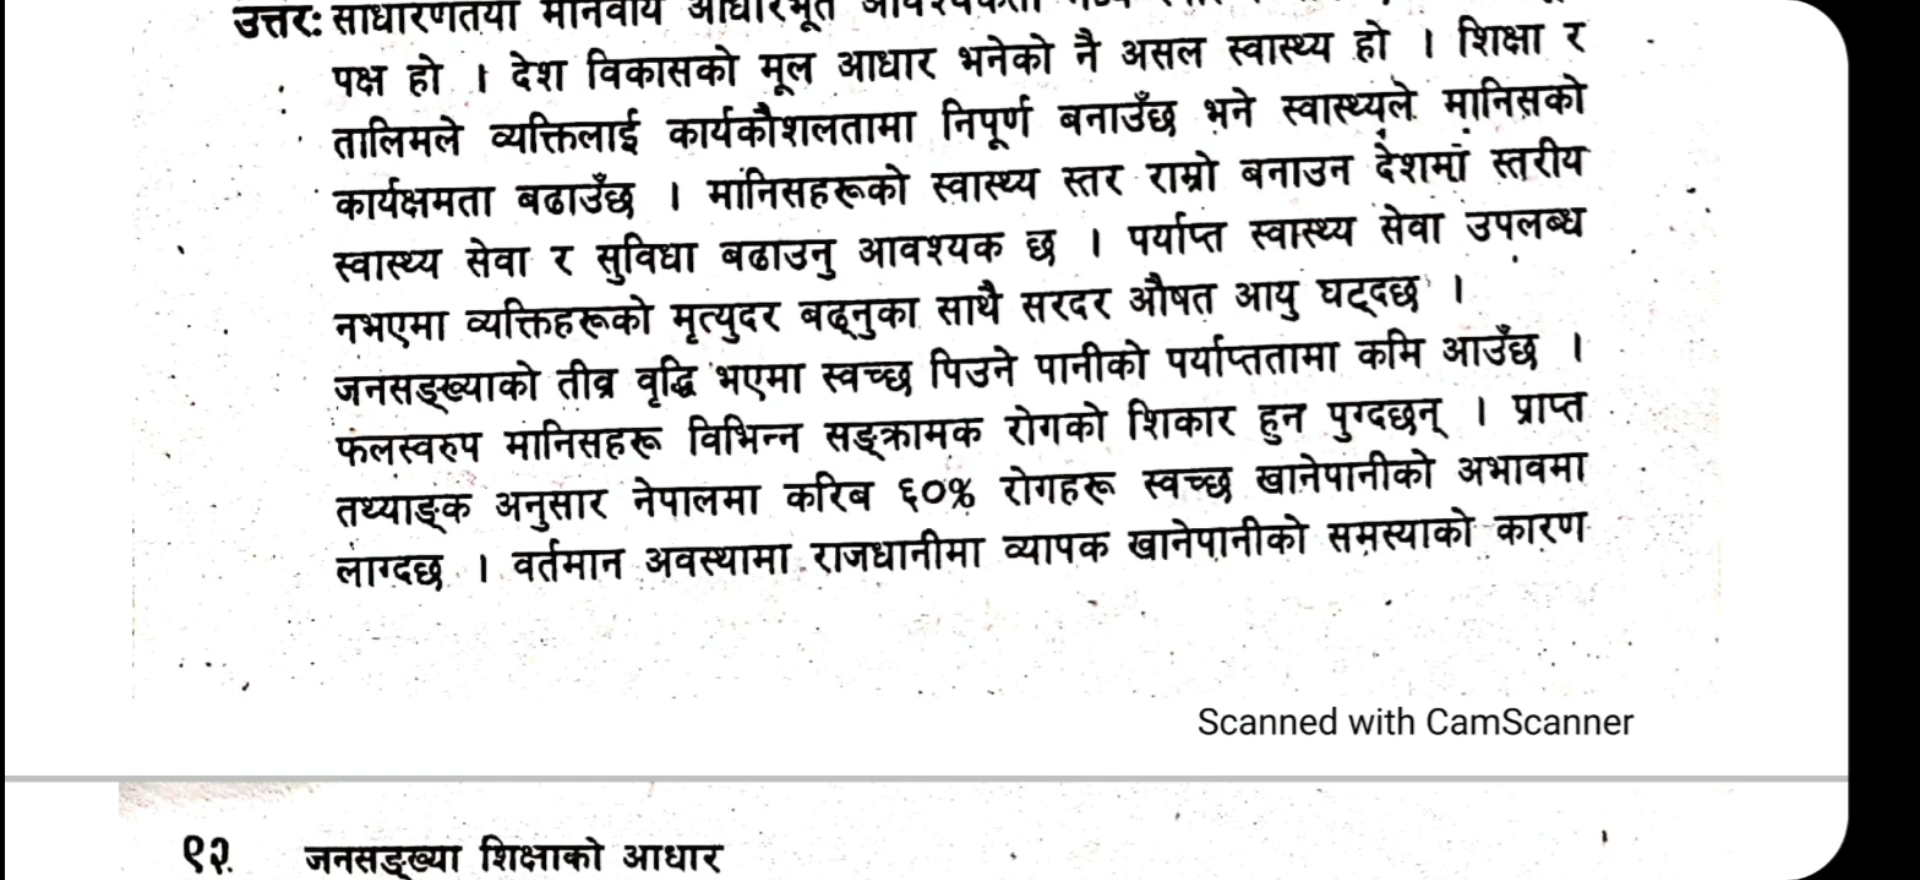 उत्तर: साधारणतया मानवीय आधारभूत आवश्यकता मध्य
पक्ष हो । देश विकासको मूल आधार भनेको नै असल स्वास्थ्य हो । शिक्षा र
तालिमले व्यक्तिलाई कार्यकौशलतामा निपूर्ण बनाउँछ भने स्वास्थ्यले मानिसको
कार्यक्षमता बढाउँछ । मानिसहरूको स्वास्थ्य स्तर राम्रो बनाउन देशमा स्तरीय
स्वास्थ्य सेवा र सुविधा बढाउनु आवश्यक छ । पर्याप्त स्वास्थ्य सेवा उपलब्ध
नभएमा व्यक्तिहरूको मृत्युदर बढ्नुका साथै सरदर औषत आयु घट्दछ ।
जनसङ्ख्याको तीव्र वृद्धि भएमा स्वच्छ पिउने पानीको पर्याप्ततामा कमि आउँछ ।
फलस्वरुप मानिसहरू विभिन्न सङ्क्रामक रोगको शिकार हुन पुग्दछन् । प्राप्त
तथ्याङ्क अनुसार नेपालमा करिब ६०% रोगहरू स्वच्छ खानेपानीको अभावमा
लाग्दछ । वर्तमान अवस्थामा राजधानीमा व्यापक खानेपानीको समस्याको कारण
Scanned with CamScanner
९२. जनसङ्ख्या शिक्षाको आधार